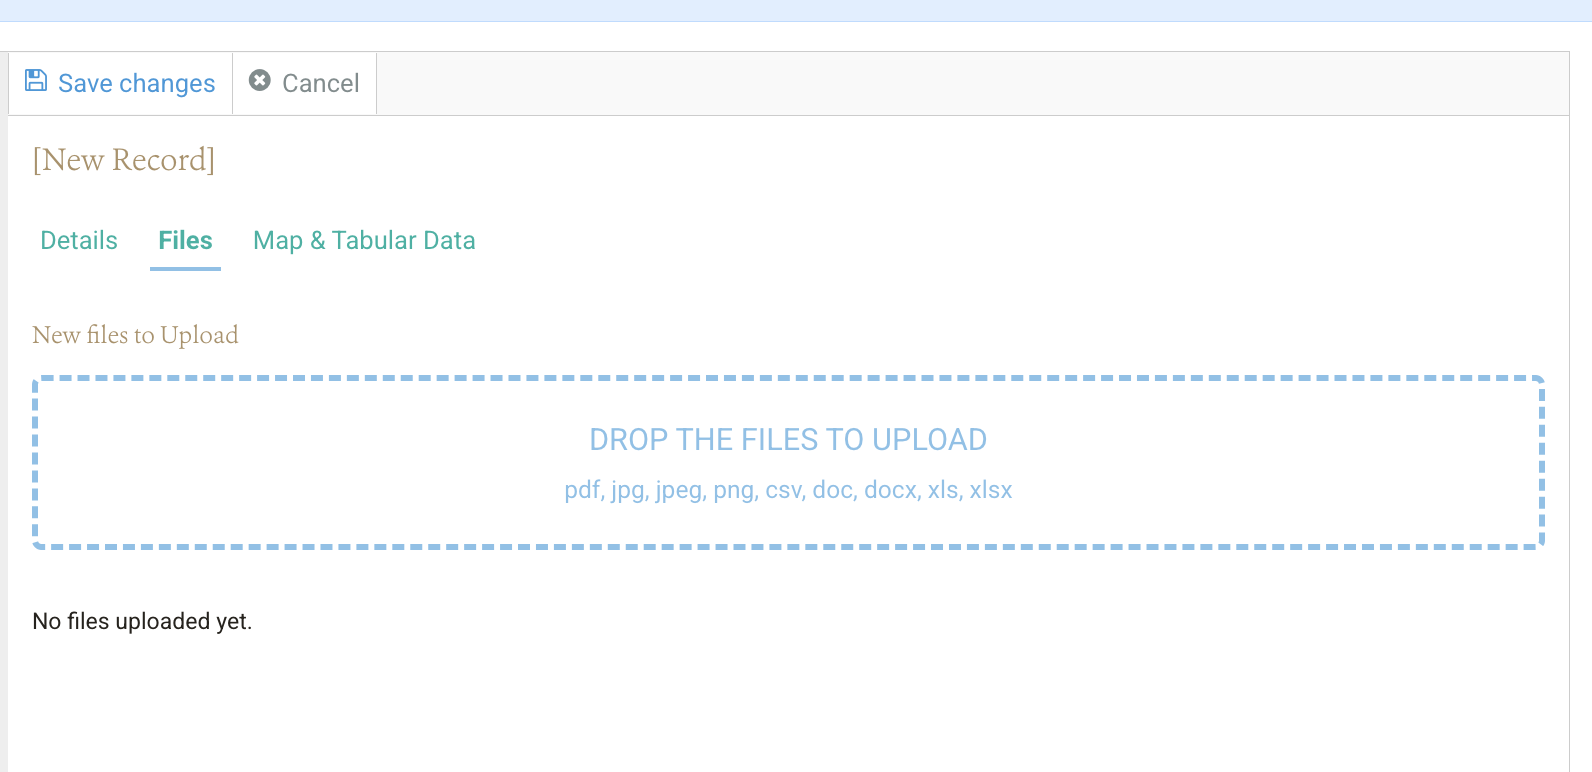 Save changes Cancel
[New Record]
Details Files Map & Tabular Data
New files to Upload
DROP THE FILES TO UPLOAD
pdf, jpg, jpeg, png, csv, doc, docx, xls, xlsx
No files uploaded yet.